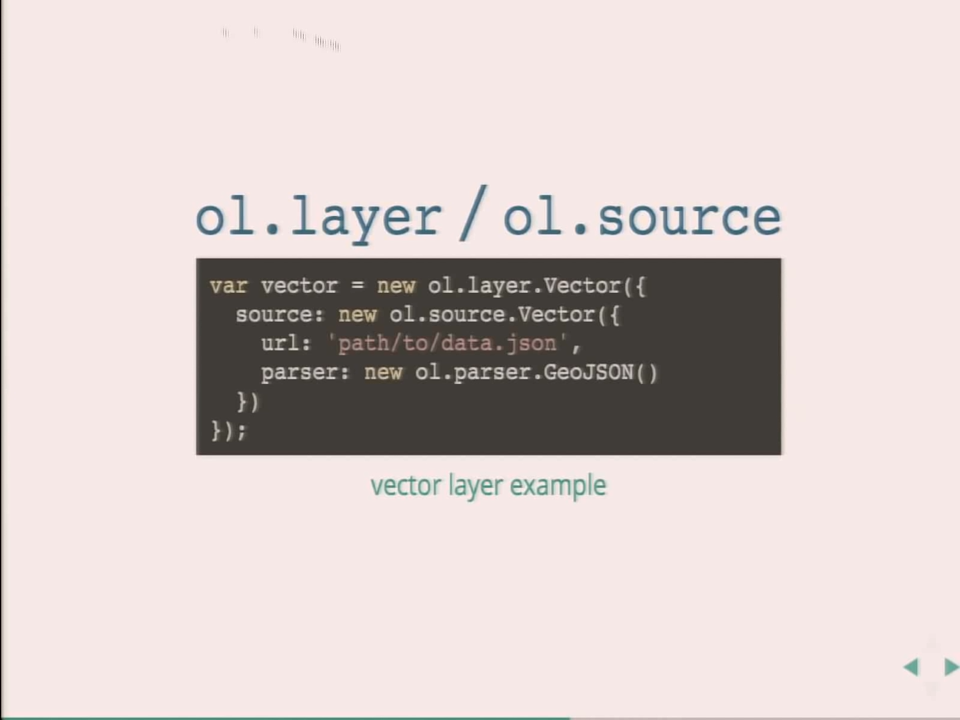 ol.layer / ol.source
var vector = new ol.layer.Vector({
  source: new ol.source.Vector({
    url: 'path/to/data.json',
    parser: new ol.parser.GeoJSON()
  })
});
vector layer example